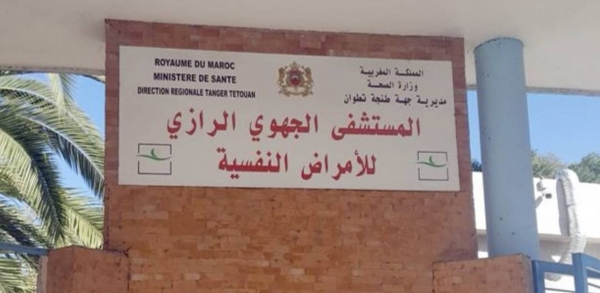 ROYAUME DU MAROC
MINISTERE DE SANTE
DIRECTION REGIONALE TANGER TETOUAN
المملكة المغربية
وزارة الصحة
مديرية جهة طنجة تطوان
المستشفى الجهوي الرازي
للأمراض النفسية